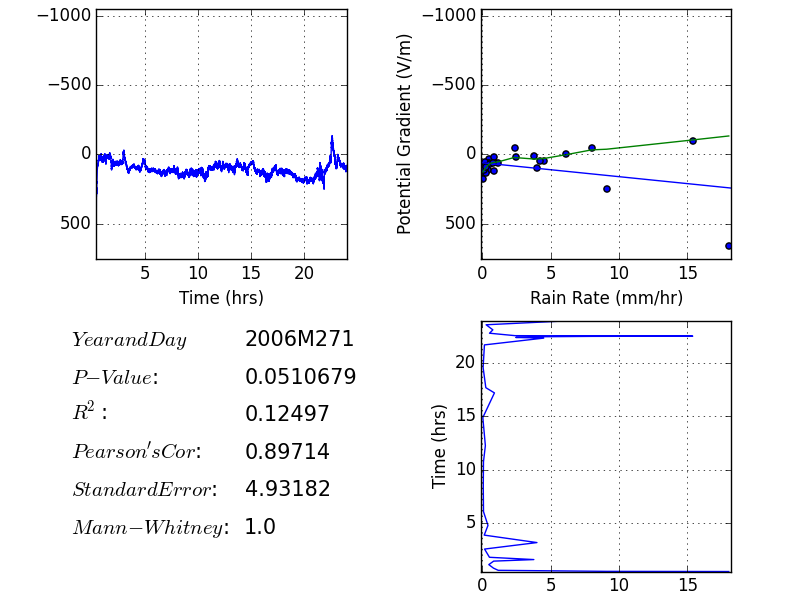 −1000
−500
0
500
5 10 15 20
Time (hrs)
Potential Gradient (V/m)
−1000
−500
0
500
0 5 10 15
Rain Rate (mm/hr)
YearandDay 2006M271
P−Value: 0.0510679
R²: 0.12497
Pearson′sCor: 0.89714
StandardError: 4.93182
Mann−Whitney: 1.0
Time (hrs)
20
15
10
5
0 5 10 15